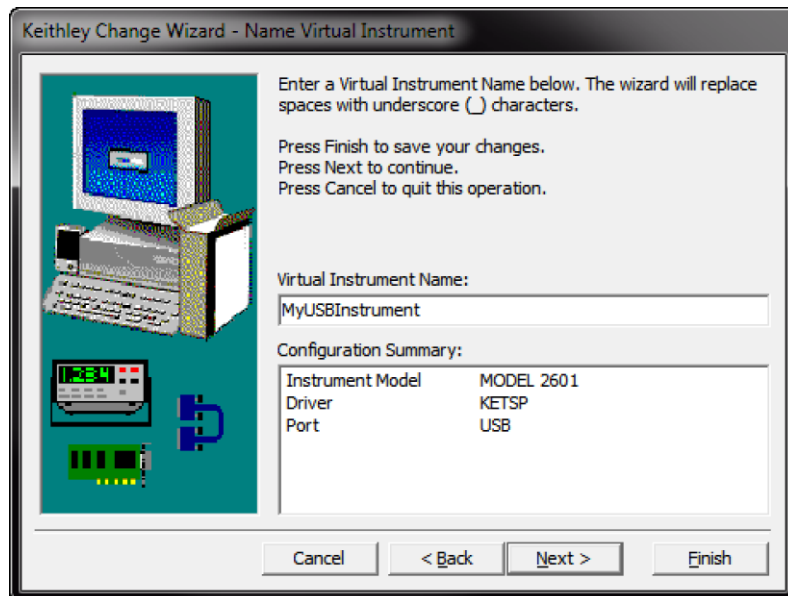 Keithley Change Wizard - Name Virtual Instrument
Enter a Virtual Instrument Name below. The wizard will replace
spaces with underscore (_) characters.
Press Finish to save your changes.
Press Next to continue.
Press Cancel to quit this operation.
Virtual Instrument Name:
MyUSBInstrument
Configuration Summary:
Instrument Model MODEL 2601
Driver KETSP
Port USB
1.234
Cancel < Back Next > Finish